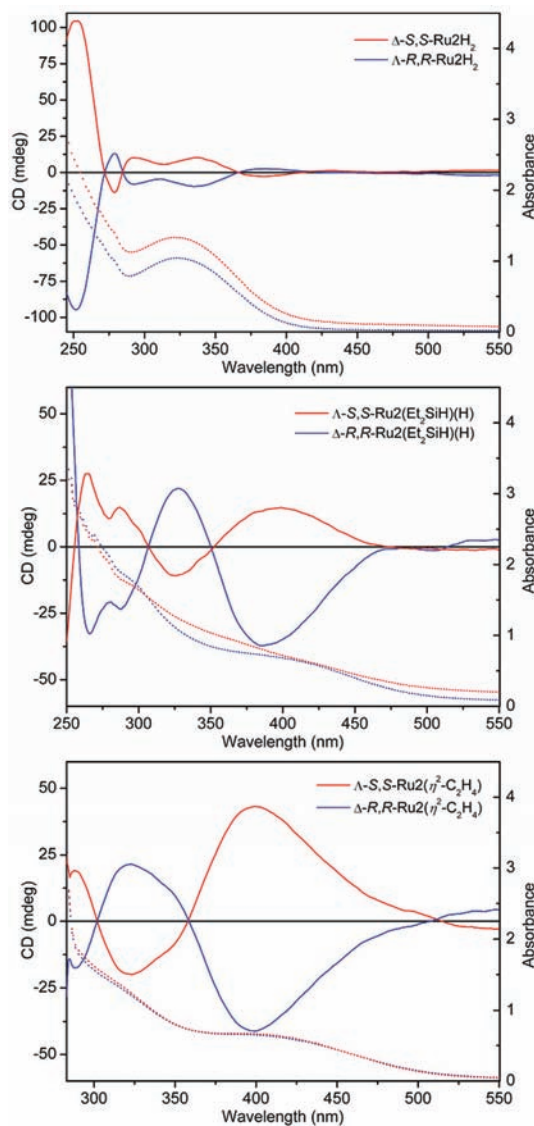 Δ-S,S-Ru2H₂
Λ-R,R-Ru2H₂
100
75
50
25
0
-25
-50
-75
-100
CD (mdeg)
4
3
2
1
0
Absorbance
250 300 350 400 450 500 550
Wavelength (nm)
Λ-S,S-Ru2(Et₂SiH)(H)
Δ-R,R-Ru2(Et₂SiH)(H)
50
25
0
-25
-50
CD (mdeg)
4
3
2
1
0
Absorbance
250 300 350 400 450 500 550
Wavelength (nm)
Λ-S,S-Ru2(η²-C₂H₄)
Δ-R,R-Ru2(η²-C₂H₄)
50
25
0
-25
-50
CD (mdeg)
4
3
2
1
0
Absorbance
300 350 400 450 500 550
Wavelength (nm)